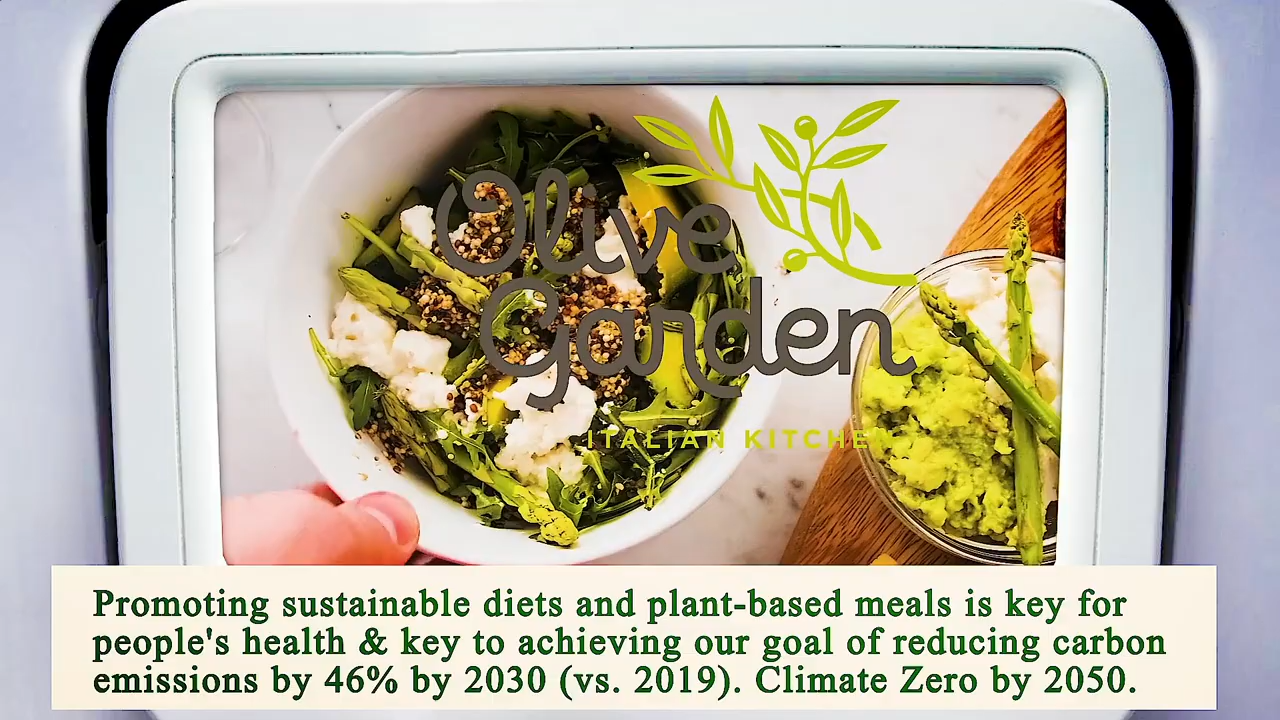 Olive
Garden
ITALIAN KITCHEN
Promoting sustainable diets and plant-based meals is key for
people's health & key to achieving our goal of reducing carbon
emissions by 46% by 2030 (vs. 2019). Climate Zero by 2050.